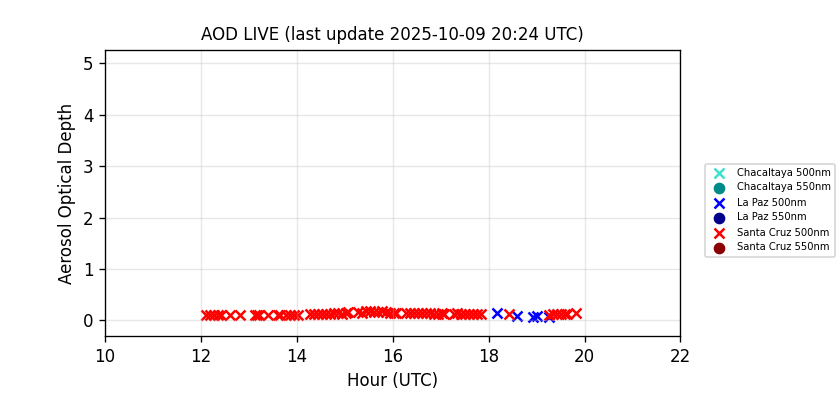 AOD LIVE (last update 2025-10-09 20:24 UTC)
Aerosol Optical Depth
5
4
3
2
1
0
10 12 14 16 18 20 22
Hour (UTC)
Chacaltaya 500nm
Chacaltaya 550nm
La Paz 500nm
La Paz 550nm
Santa Cruz 500nm
Santa Cruz 550nm